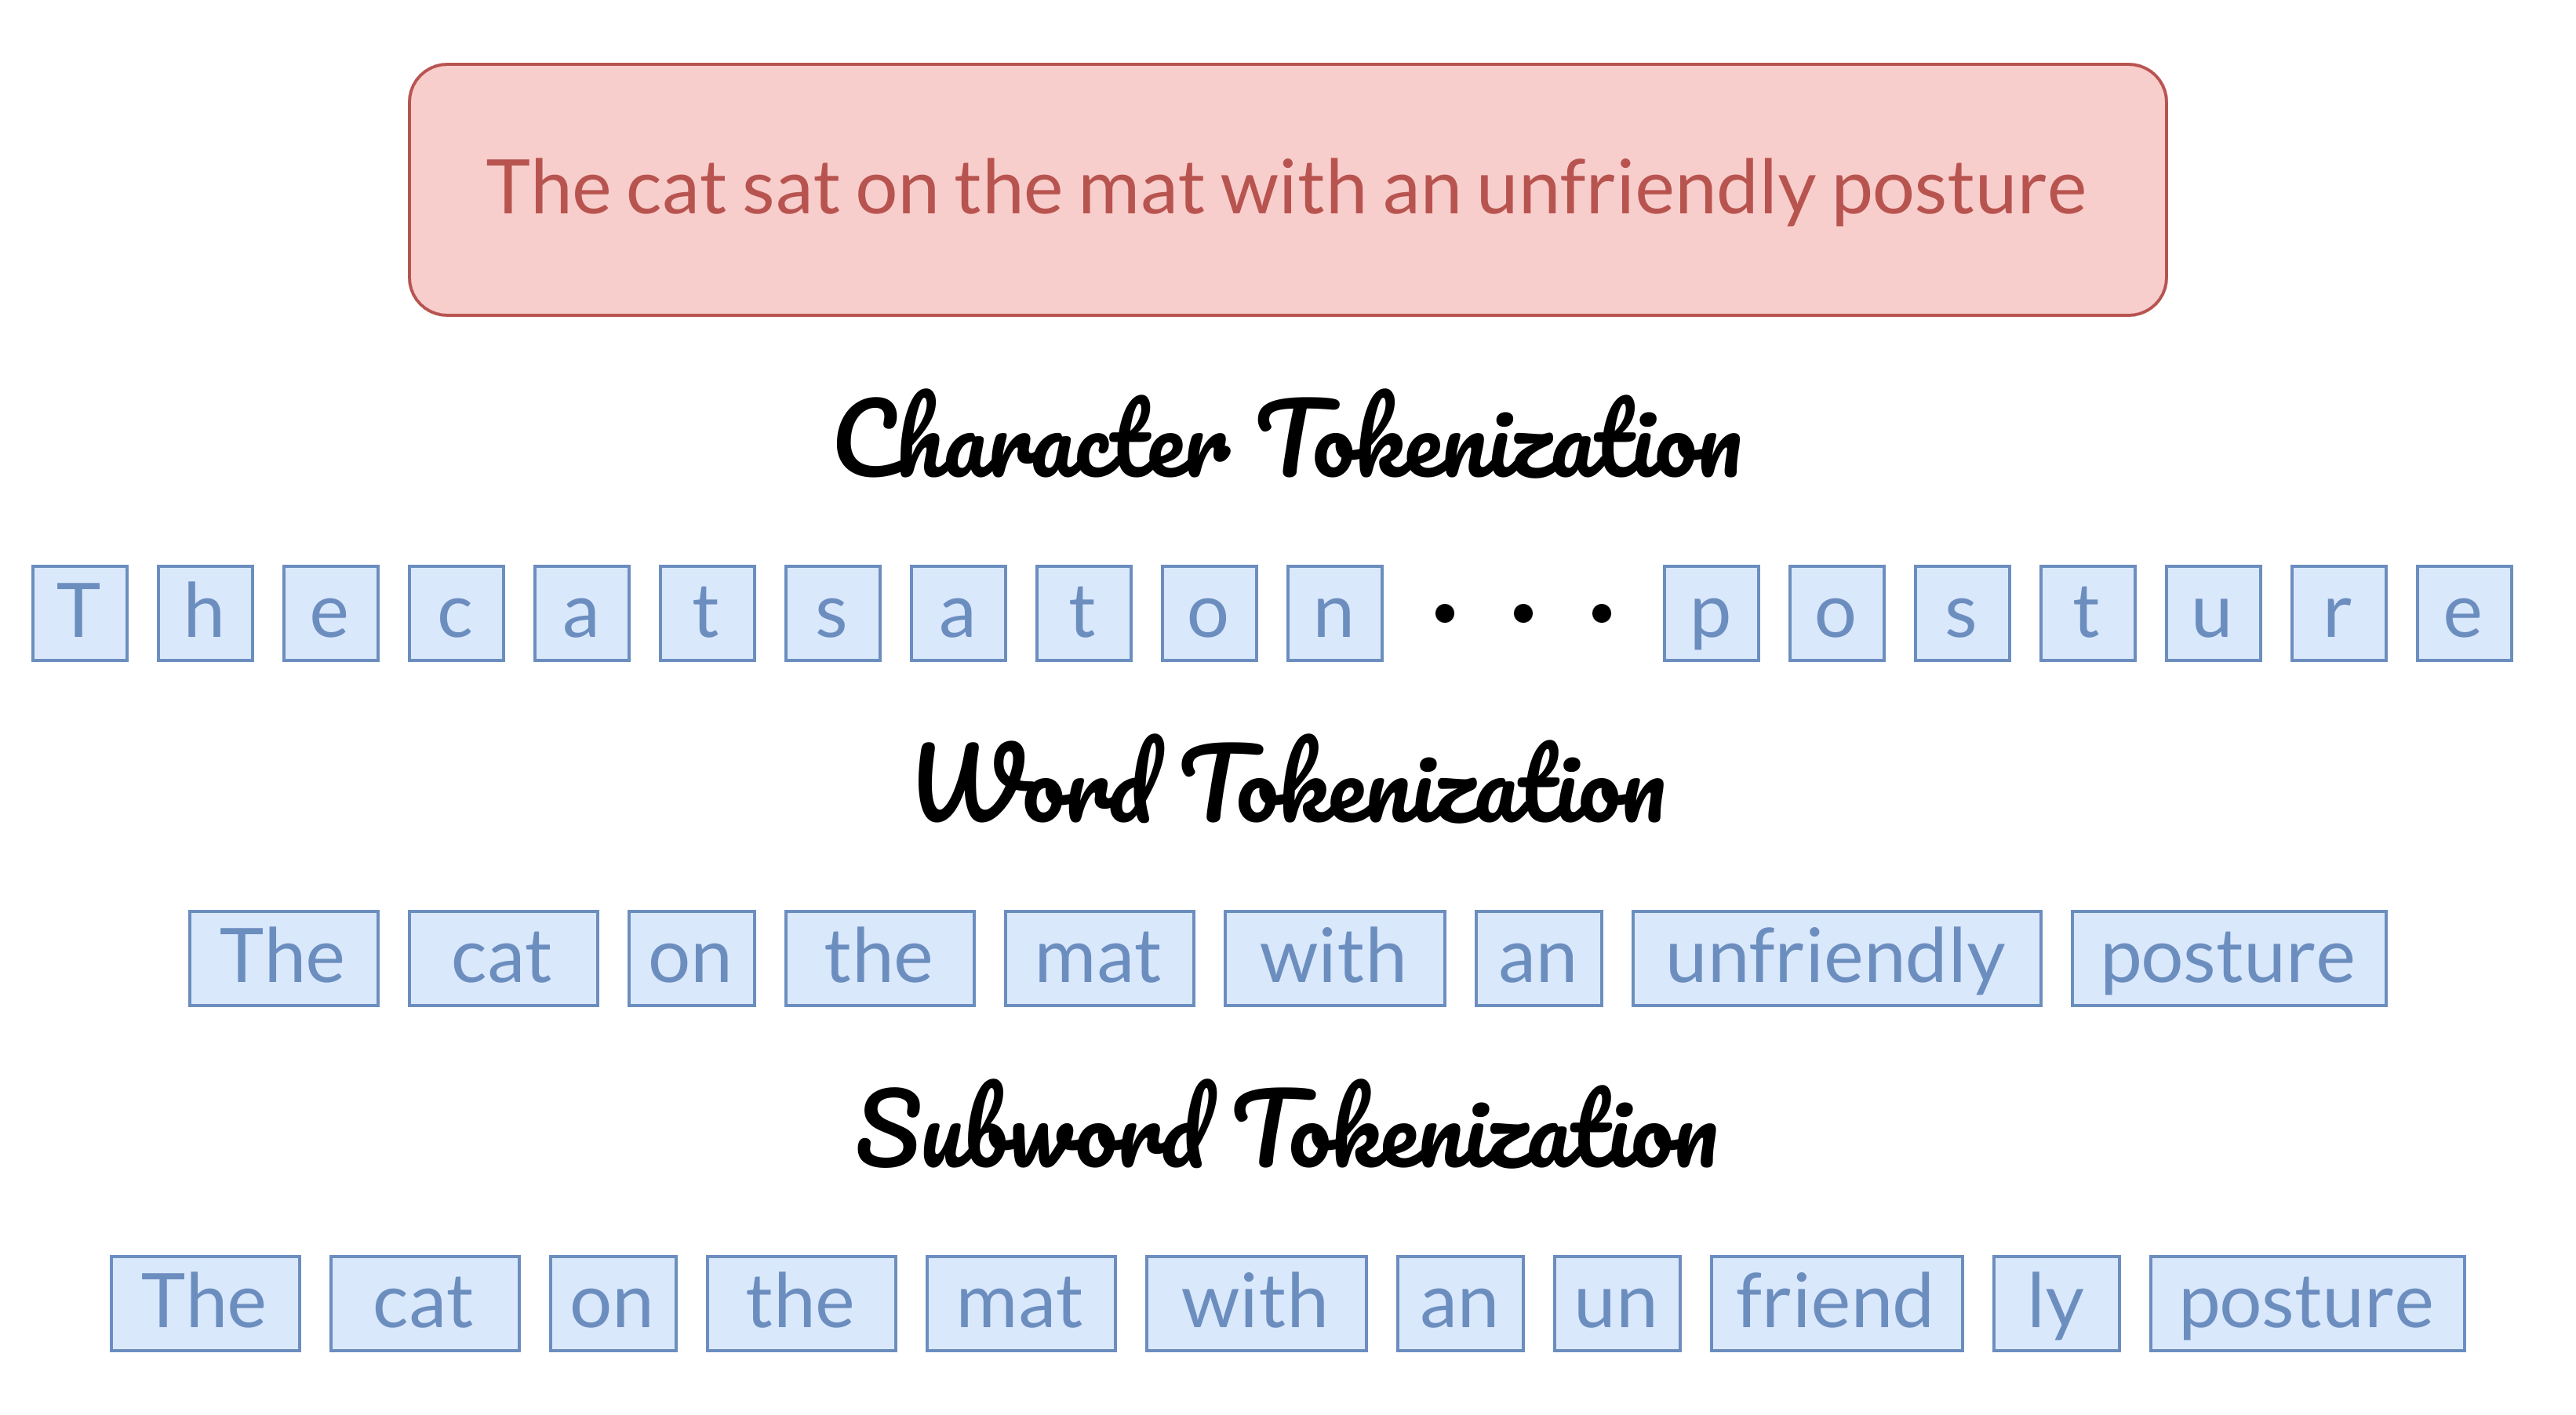 The cat sat on the mat with an unfriendly posture
Character Tokenization
T h e c a t s a t o n . . . p o s t u r e
Word Tokenization
The cat on the mat with an unfriendly posture
Subword Tokenization
The cat on the mat with an un friend ly posture